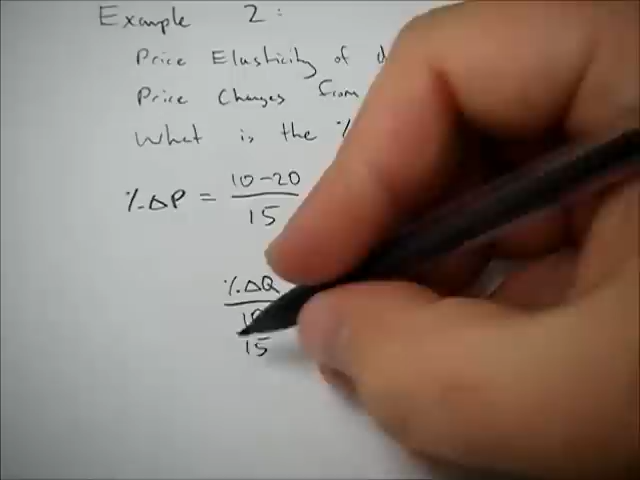 Example 2:
Price Elasticity of
Price Changes from
What is the %
%ΔP = 10-20
15
%ΔQ
15